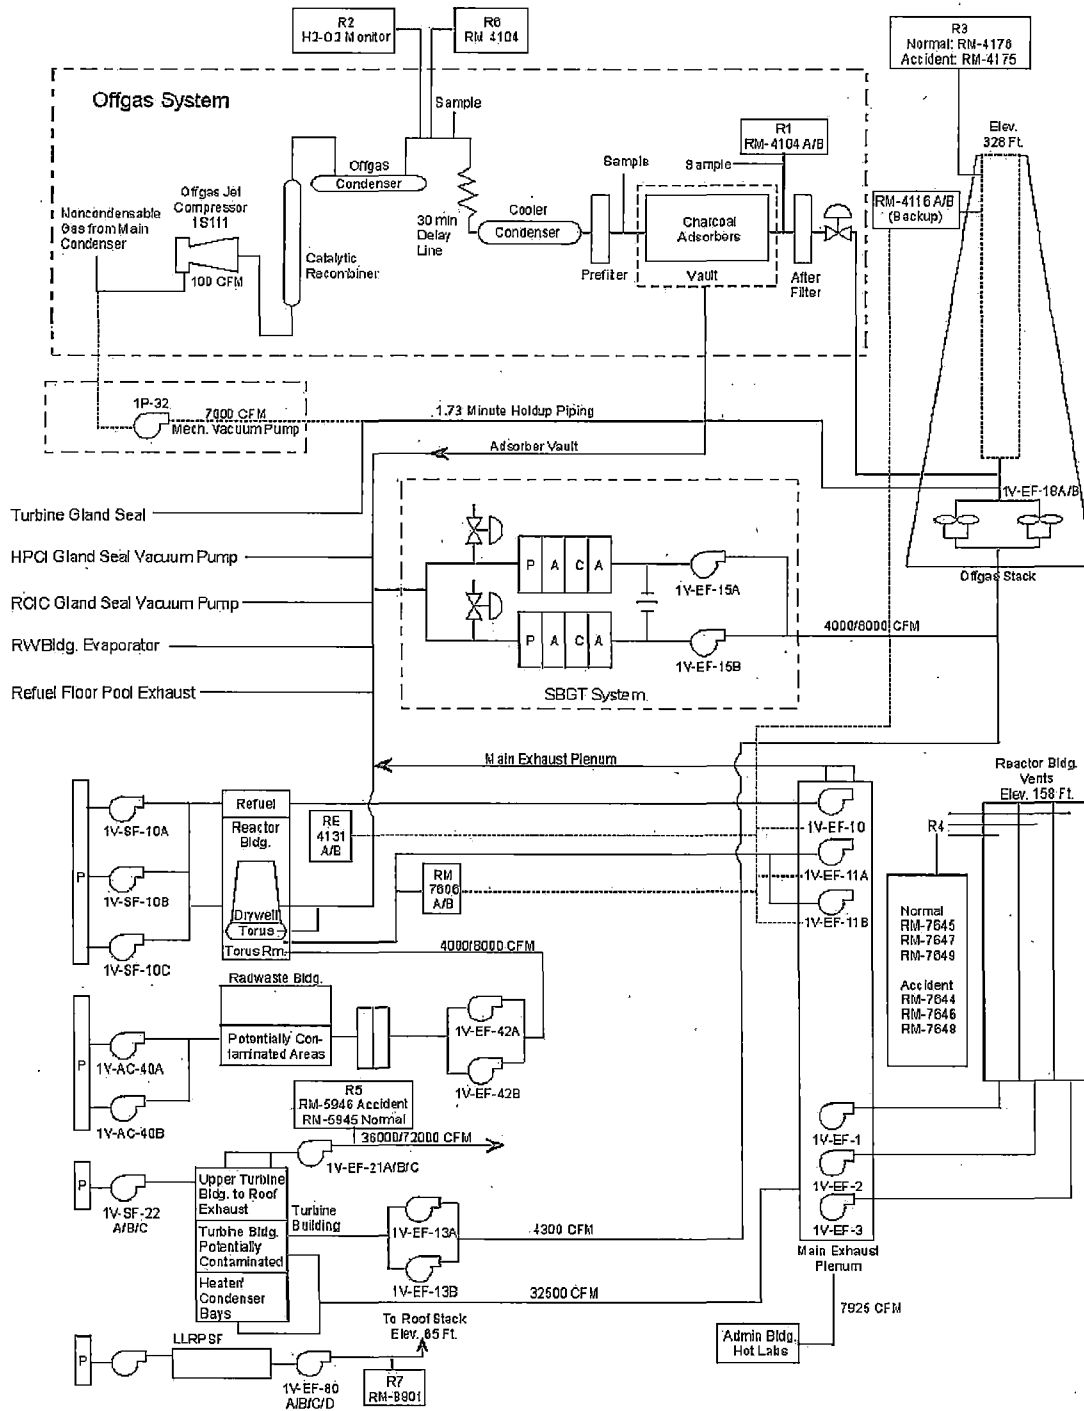 R2
H2-O2 Monitor
R6
RM-4104
R3
Normal: RM-4176
Accident: RM-4175
Offgas System
Sample
R1
RM-4104 A/B
Elev.
328 Ft.
Offgas
Condenser
Sample
Sample
RM-4116 A/B
(Backup)
Noncondensable
Gas from Main
Condenser
Offgas Jet
Compressor
1S111
100 CFM
Catalytic
Recombiner
30 min
Delay
Line
Cooler
Condenser
Prefilter
Charcoal
Adsorbers
Vault
After
Filter
1P-32
7000 CFM
Mech. Vacuum Pump
1.73 Minute Holdup Piping
Adsorber Vault
1V-EF-18A/B
Offgas Stack
Turbine Gland Seal
HPCI Gland Seal Vacuum Pump
RCIC Gland Seal Vacuum Pump
RW Bldg. Evaporator
Refuel Floor Pool Exhaust
P A C A
1V-EF-15A
P A C A
1V-EF-15B
SBGT System
4000/8000 CFM
Main Exhaust Plenum
Reactor Bldg.
Vents
Elev. 158 Ft.
P
1V-SF-10A
1V-SF-10B
1V-SF-10C
Refuel
Reactor
Bldg.
Drywell
Torus
Torus Rm.
RE
4131
A/B
RM
7606
A/B
1V-EF-10
1V-EF-11A
1V-EF-11B
R4
Normal
RM-7645
RM-7647
RM-7649
Accident
RM-7644
RM-7646
RM-7648
4000/8000 CFM
Radwaste Bldg.
Potentially Con-
taminated Areas
P
1V-AC-40A
1V-AC-40B
1V-EF-42A
1V-EF-42B
R5
RM-5946 Accident
RM-5945 Normal
36000/72000 CFM
1V-EF-21A/B/C
P
1V-SF-22
A/B/C
Upper Turbine
Bldg. to Roof
Exhaust
Turbine Bldg.
Potentially
Contaminated
Heater/
Condenser
Bays
Turbine
Building
1V-EF-13A
1V-EF-13B
4300 CFM
32500 CFM
1V-EF-1
1V-EF-2
1V-EF-3
Main Exhaust
Plenum
7925 CFM
Admin Bldg.
Hot Labs
To Roof Stack
Elev. 65 Ft.
P
LLRPSF
1V-EF-80
A/B/C/D
R7
RM-8801